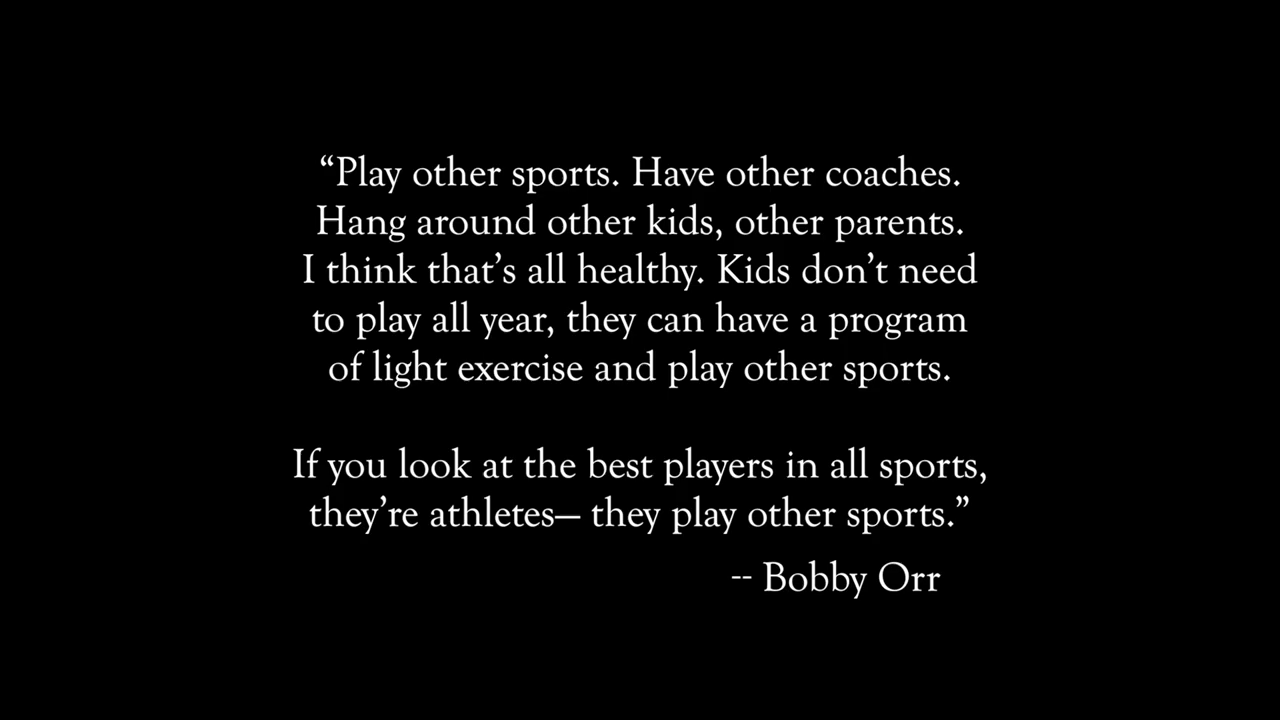 “Play other sports. Have other coaches.
Hang around other kids, other parents.
I think that’s all healthy. Kids don’t need
to play all year, they can have a program
of light exercise and play other sports.
If you look at the best players in all sports,
they’re athletes— they play other sports.”
-- Bobby Orr